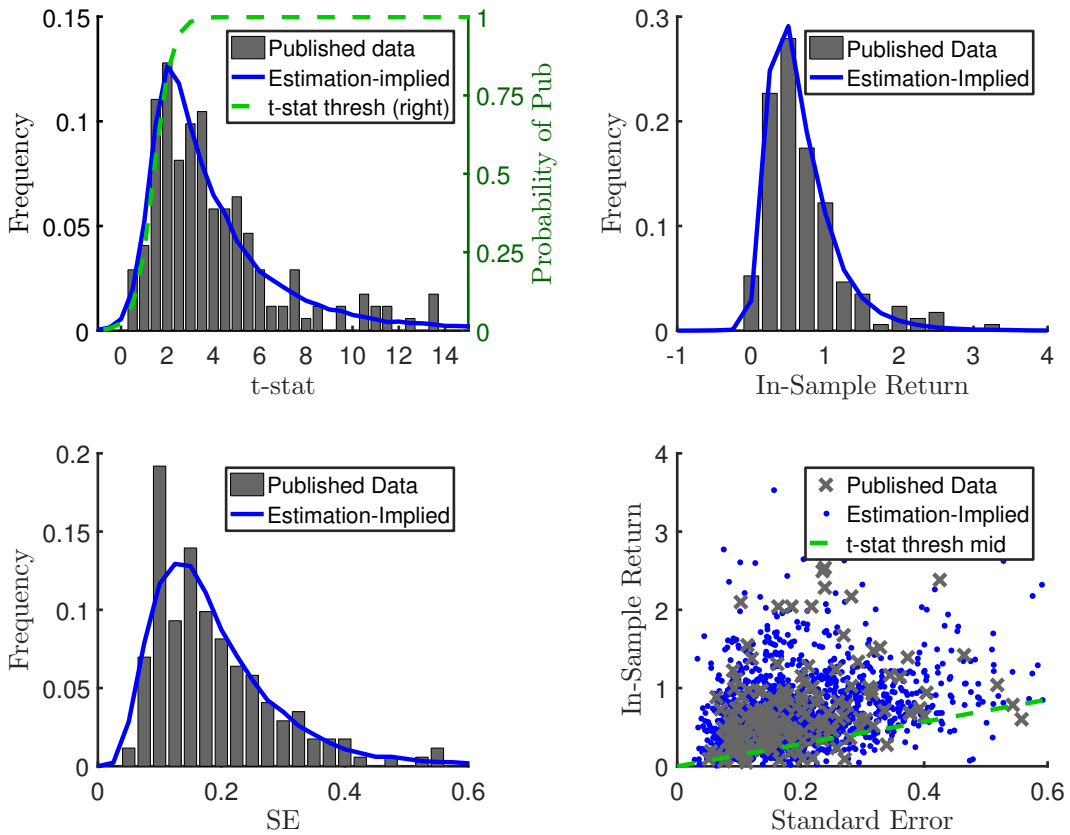 0.15
0.1
0.05
0
Frequency
0 2 4 6 8 10 12 14
t-stat
1
0.75
0.5
0.25
0
Probability of Pub
Published data
Estimation-implied
t-stat thresh (right)
0.3
0.2
0.1
0
Frequency
-1 0 1 2 3 4
In-Sample Return
Published Data
Estimation-Implied
0.2
0.15
0.1
0.05
0
Frequency
0 0.2 0.4 0.6
SE
Published Data
Estimation-Implied
4
3
2
1
0
In-Sample Return
0 0.2 0.4 0.6
Standard Error
Published Data
Estimation-Implied
t-stat thresh mid